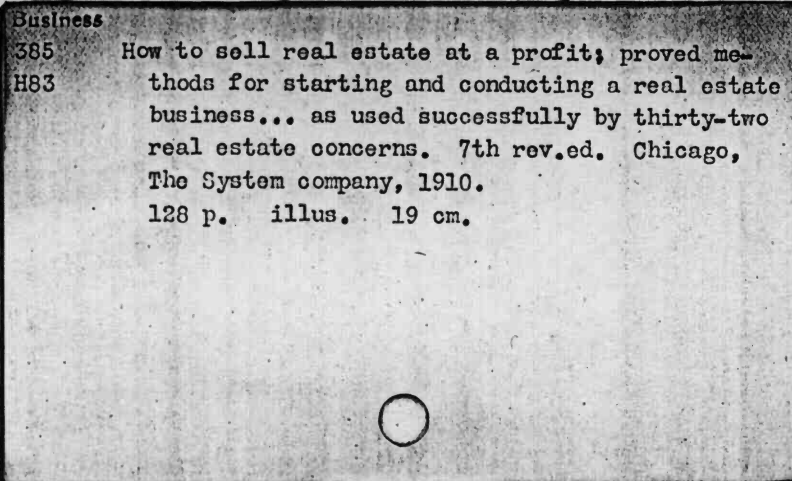 Business
385 How to sell real estate at a profit; proved me-
H83 thods for starting and conducting a real estate
business... as used successfully by thirty-two
real estate concerns. 7th rev.ed. Chicago,
The System company, 1910.
128 p. illus. 19 cm.